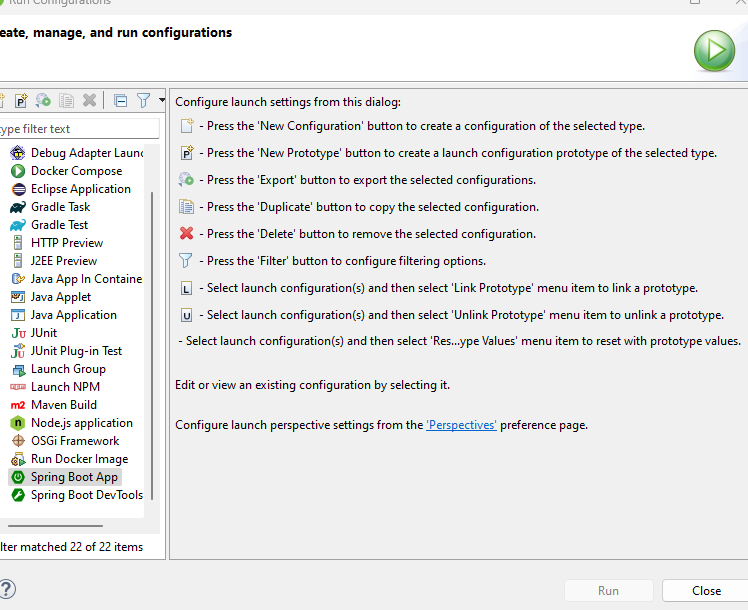 Run Configurations
eate, manage, and run configurations
type filter text
Debug Adapter Launc
Docker Compose
Eclipse Application
Gradle Task
Gradle Test
HTTP Preview
J2EE Preview
Java App In Containe
Java Applet
Java Application
JUnit
JUnit Plug-in Test
Launch Group
Launch NPM
Maven Build
Node.js application
OSGi Framework
Run Docker Image
Spring Boot App
Spring Boot DevTools
lter matched 22 of 22 items
Configure launch settings from this dialog:
- Press the 'New Configuration' button to create a configuration of the selected type.
- Press the 'New Prototype' button to create a launch configuration prototype of the selected type.
- Press the 'Export' button to export the selected configurations.
- Press the 'Duplicate' button to copy the selected configuration.
- Press the 'Delete' button to remove the selected configuration.
- Press the 'Filter' button to configure filtering options.
- Select launch configuration(s) and then select 'Link Prototype' menu item to link a prototype.
- Select launch configuration(s) and then select 'Unlink Prototype' menu item to unlink a prototype.
- Select launch configuration(s) and then select 'Res...ype Values' menu item to reset with prototype values.
Edit or view an existing configuration by selecting it.
Configure launch perspective settings from the 'Perspectives' preference page.
Run
Close